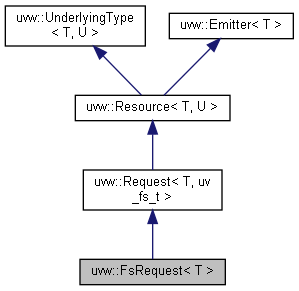 uvw::UnderlyingType
< T, U >
uvw::Emitter< T >
uvw::Resource< T, U >
uvw::Request< T, uv
_fs_t >
uvw::FsRequest< T >